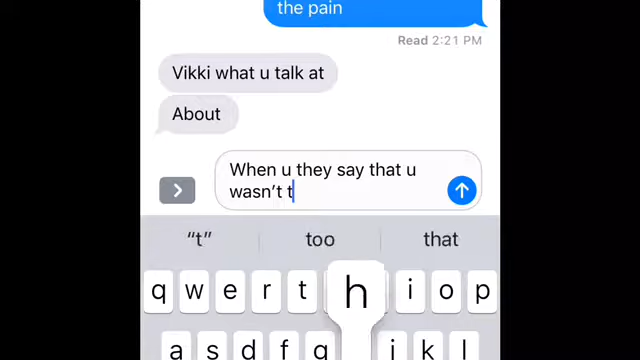 the pain
Read 2:21 PM
Vikki what u talk at
About
When u they say that u
wasn't t
"t" too that
q w e r t h i o p
a s d f g j k l